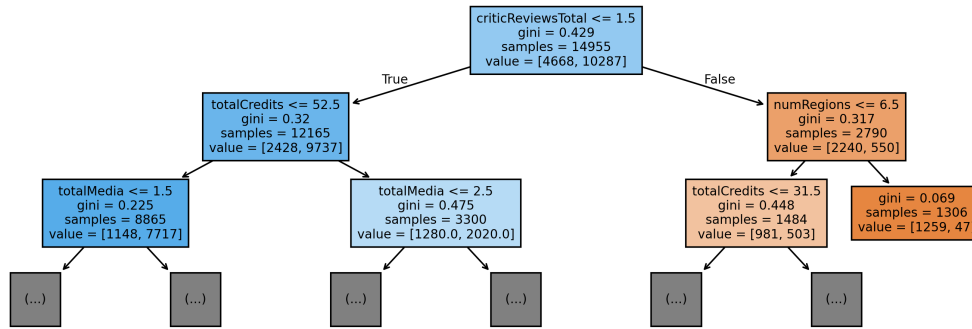 criticReviewsTotal <= 1.5
gini = 0.429
samples = 14955
value = [4668, 10287]
True
False
totalCredits <= 52.5
gini = 0.32
samples = 12165
value = [2428, 9737]
numRegions <= 6.5
gini = 0.317
samples = 2790
value = [2240, 550]
totalMedia <= 1.5
gini = 0.225
samples = 8865
value = [1148, 7717]
totalMedia <= 2.5
gini = 0.475
samples = 3300
value = [1280.0, 2020.0]
totalCredits <= 31.5
gini = 0.448
samples = 1484
value = [981, 503]
gini = 0.069
samples = 1306
value = [1259, 47
(...)
(...)
(...)
(...)
(...)
(...)